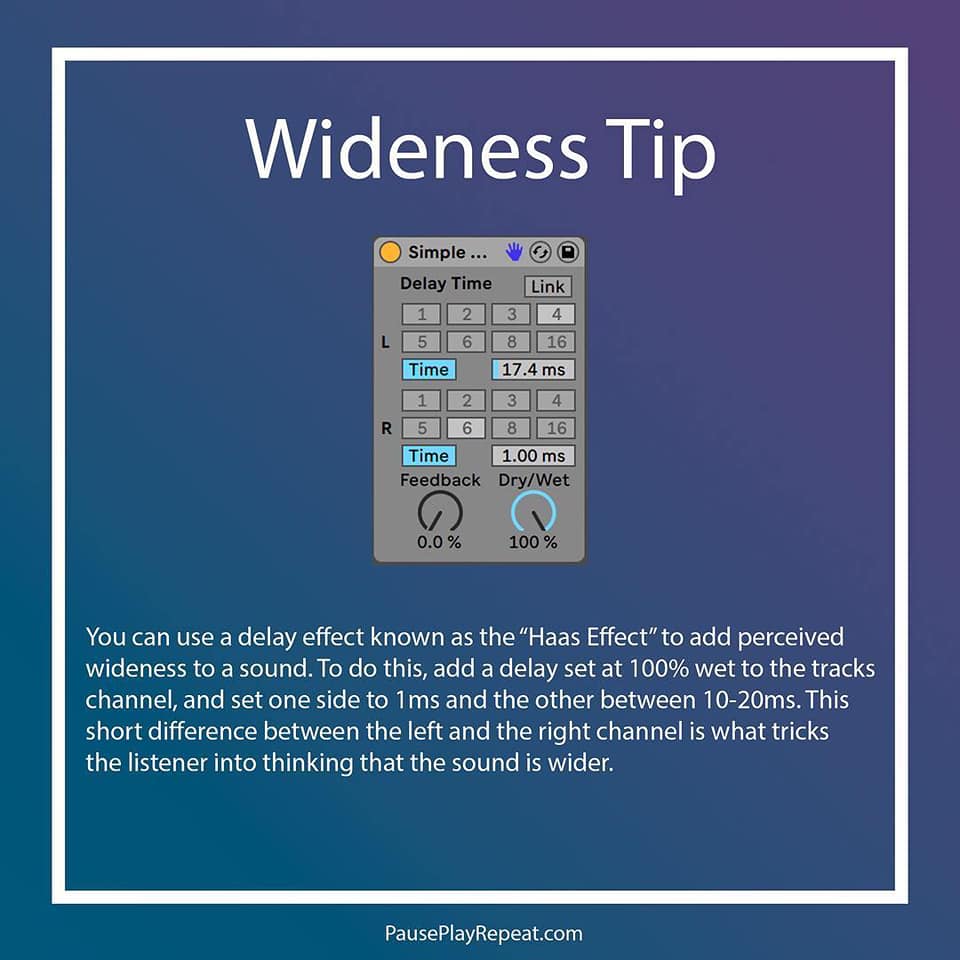 Wideness Tip
Simple ...
Delay Time Link
1 2 3 4
L 5 6 8 16
Time 17.4 ms
1 2 3 4
R 5 6 8 16
Time 1.00 ms
Feedback Dry/Wet
0.0 % 100 %
You can use a delay effect known as the “Haas Effect” to add perceived
wideness to a sound. To do this, add a delay set at 100% wet to the tracks
channel, and set one side to 1ms and the other between 10-20ms. This
short difference between the left and the right channel is what tricks
the listener into thinking that the sound is wider.
PausePlayRepeat.com